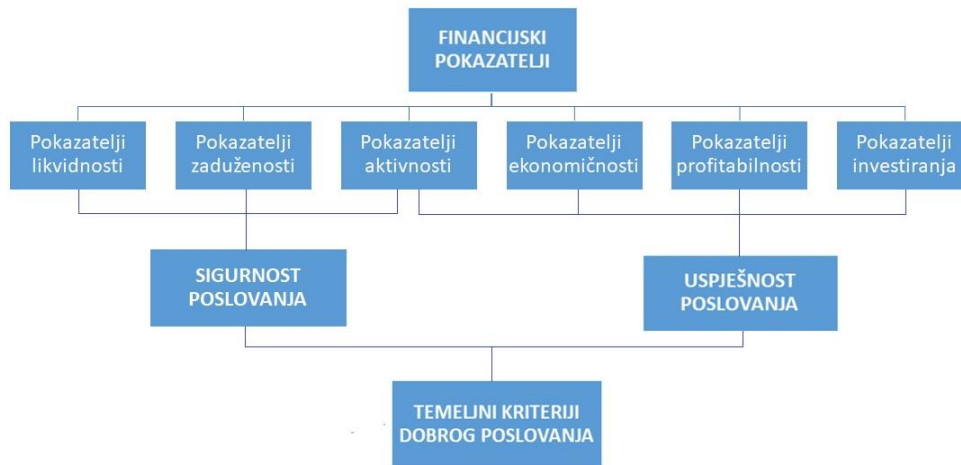 FINANCIJSKI
POKAZATELJI
Pokazatelji
likvidnosti
Pokazatelji
zaduženosti
Pokazatelji
aktivnosti
Pokazatelji
ekonomičnosti
Pokazatelji
profitabilnosti
Pokazatelji
investiranja
SIGURNOST
POSLOVANJA
USPJEŠNOST
POSLOVANJA
TEMELJNI KRITERIJI
DOBROG POSLOVANJA